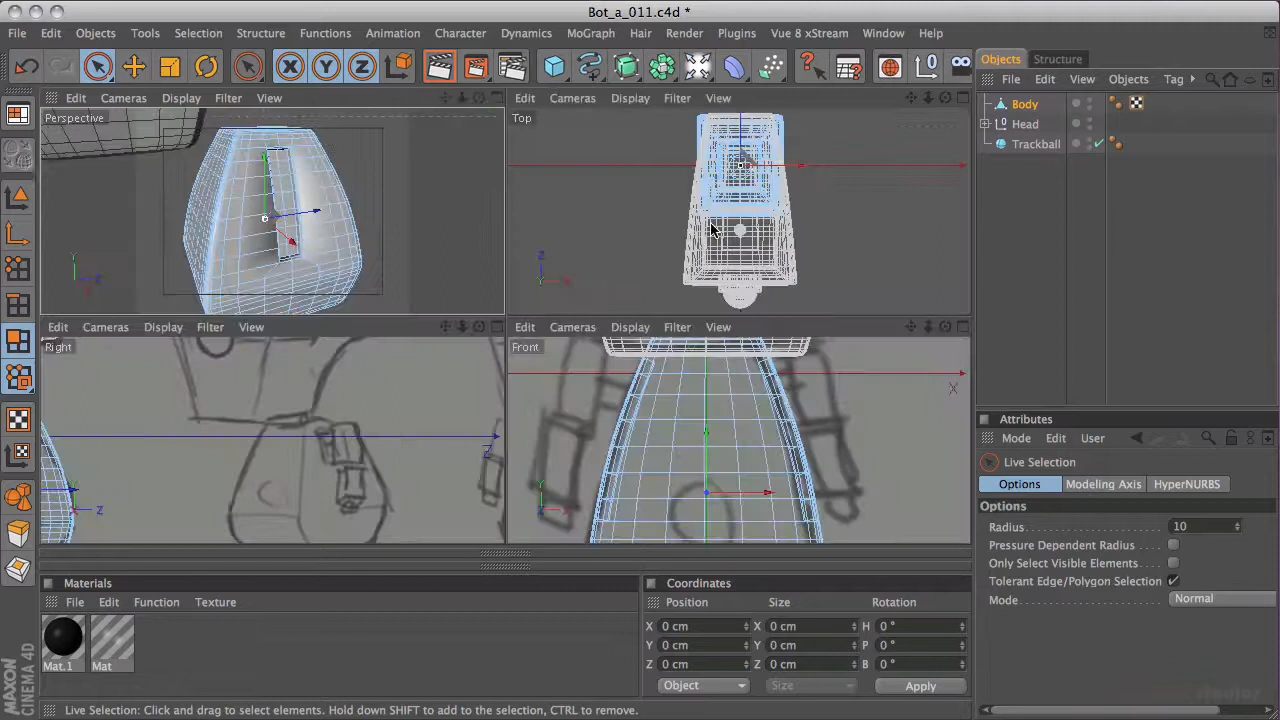 Bot_a_011.c4d *
File Edit Objects Tools Selection Structure Functions Animation Character Dynamics MoGraph Hair Render Plugins Vue 8 xStream Window Help
X Y Z
Objects Structure
File Edit View Objects Tag
Body
Head
Trackball
Edit Cameras Display Filter View
Perspective
Y
Edit Cameras Display Filter View
Top
Z
Y
Edit Cameras Display Filter View
Right
Z
Edit Cameras Display Filter View
Front
X
Y
Attributes
Mode Edit User
Live Selection
Options Modeling Axis HyperNURBS
Options
Radius 10
Pressure Dependent Radius
Only Select Visible Elements
Tolerant Edge/Polygon Selection
Mode Normal
Materials
File Edit Function Texture
Mat.1 Mat
Coordinates
Position Size Rotation
X 0 cm X 0 cm H 0 °
Y 0 cm Y 0 cm P 0 °
Z 0 cm Z 0 cm B 0 °
Object Size Apply
MAXON
CINEMA 4D
Live Selection: Click and drag to select elements. Hold down SHIFT to add to the selection, CTRL to remove.